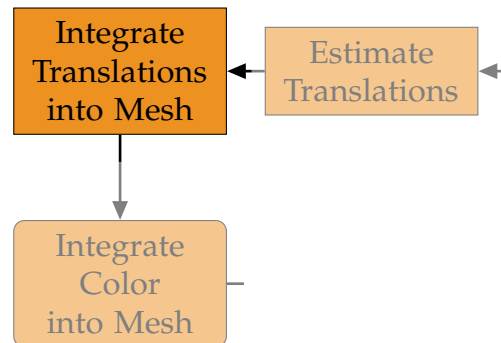 Integrate
Translations
into Mesh
Estimate
Translations
Integrate
Color
into Mesh